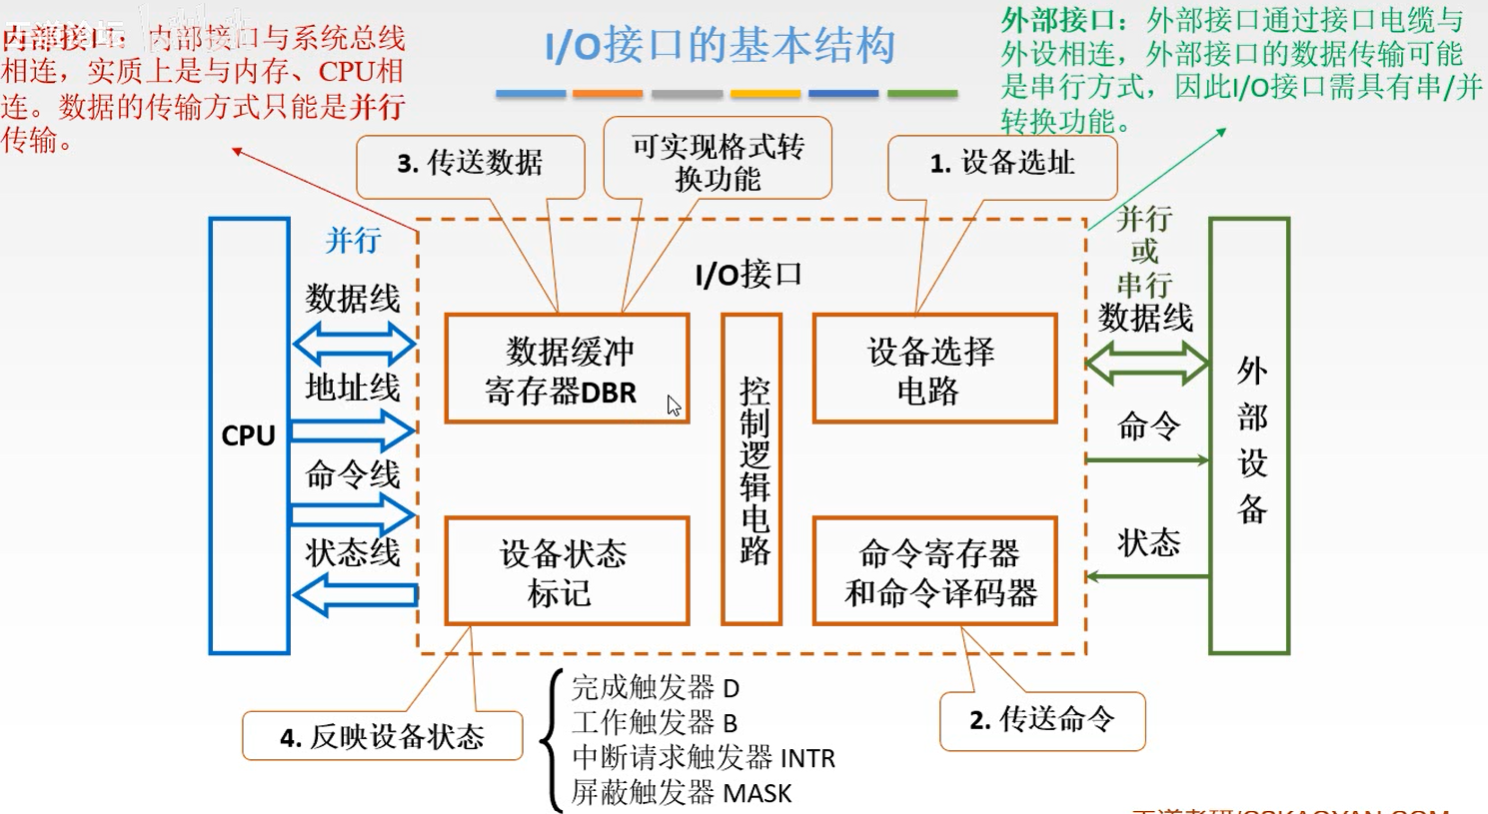 I/O接口的基本结构
内部接口：内部接口与系统总线
相连，实质上是与内存、CPU相
连。数据的传输方式只能是并行
传输。
外部接口：外部接口通过接口电缆与
外设相连，外部接口的数据传输可能
是串行方式，因此I/O接口需具有串/并
转换功能。
3. 传送数据
可实现格式转
换功能
1. 设备选址
并行
数据线
地址线
命令线
状态线
CPU
I/O接口
数据缓冲
寄存器DBR
控制逻辑电路
设备选择
电路
设备状态
标记
命令寄存器
和命令译码器
并行
或
串行
数据线
命令
状态
外部设备
4. 反映设备状态
完成触发器 D
工作触发器 B
中断请求触发器 INTR
屏蔽触发器 MASK
2. 传送命令